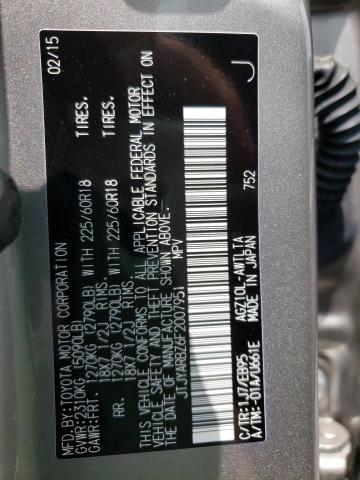 MFD.BY:TOYOTA MOTOR CORPORATION 02/15
GVWR:2310KG (5090LB)
GAWR:FRT. 1270KG (2790LB) WITH 225/60R18 TIRES.
18X7 1/2J RIMS.
RR. 1270KG (2790LB) WITH 225/60R18 TIRES.
18X7 1/2J RIMS.
THIS VEHICLE CONFORMS TO ALL APPLICABLE FEDERAL MOTOR
VEHICLE SAFETY AND THEFT PREVENTION STANDARDS IN EFFECT ON
THE DATE OF MANUFACTURE SHOWN ABOVE.
JTJYARBZ6F2007951 MPV
J
C/TR:1J7/EB95 AGZ10L-AWTLTA 752
A/TM:-01A/U661E MADE IN JAPAN